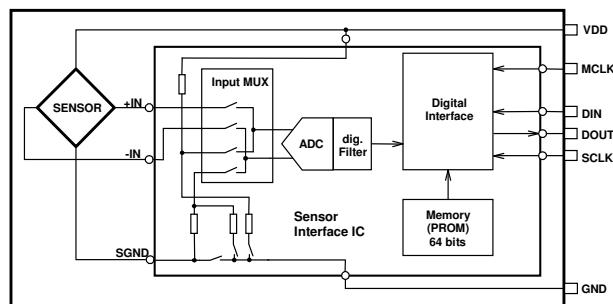 VDD
MCLK
Input MUX
SENSOR
+IN
Digital
Interface
DIN
DOUT
ADC
dig.
Filter
-IN
SCLK
Sensor
Interface IC
Memory
(PROM)
64 bits
SGND
GND